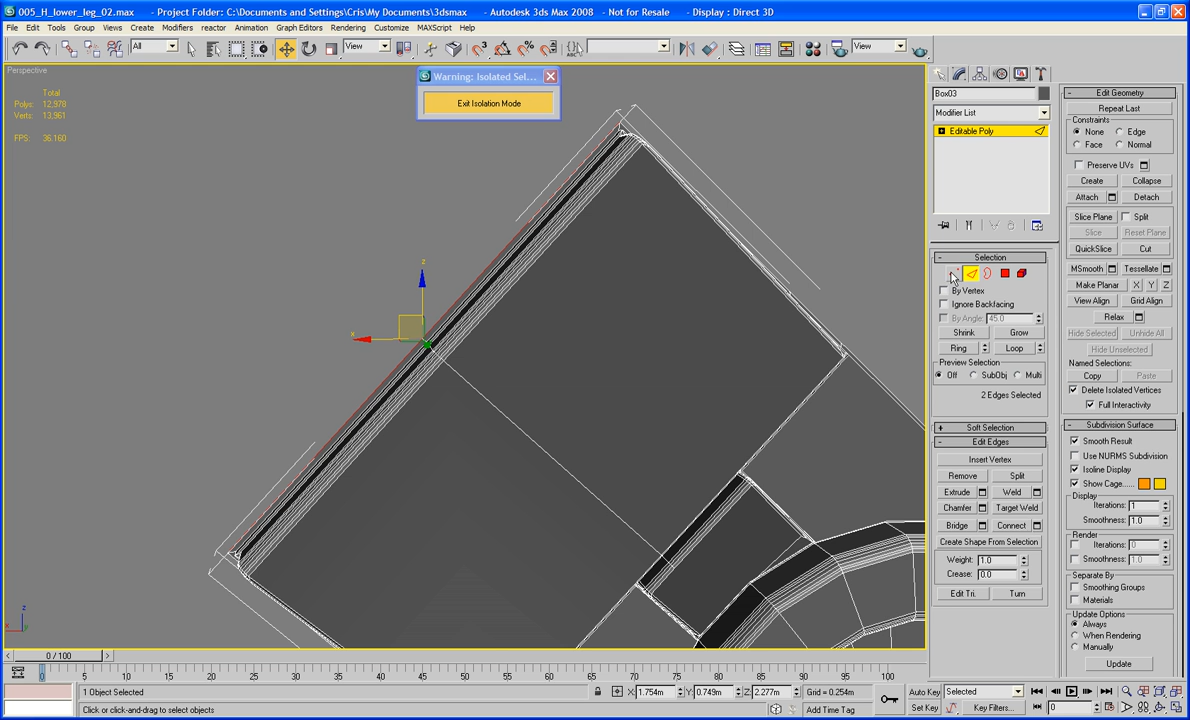 005_H_lower_leg_02.max - Project Folder: C:\Documents and Settings\Cris\My Documents\3dsmax - Autodesk 3ds Max 2008 - Not for Resale - Display : Direct 3D
File Edit Tools Group Views Create Modifiers reactor Animation Graph Editors Rendering Customize MAXScript Help
All View View
Perspective
Total
Polys: 12,978
Verts: 13,961
FPS: 36.160
Warning: Isolated Sel...
Exit Isolation Mode
z
x
z
x
y
Box03
Modifier List
Editable Poly
Selection
By Vertex
Ignore Backfacing
By Angle: 45.0
Shrink Grow
Ring Loop
Preview Selection
Off SubObj Multi
2 Edges Selected
Soft Selection
Edit Edges
Insert Vertex
Remove Split
Extrude Weld
Chamfer Target Weld
Bridge Connect
Create Shape From Selection
Weight: 1.0
Crease: 0.0
Edit Tri. Turn
Edit Geometry
Repeat Last
Constraints
None Edge
Face Normal
Preserve UVs
Create Collapse
Attach Detach
Slice Plane Split
Slice Reset Plane
QuickSlice Cut
MSmooth Tessellate
Make Planar X Y Z
View Align Grid Align
Relax
Hide Selected Unhide All
Hide Unselected
Named Selections:
Copy Paste
Delete Isolated Vertices
Full Interactivity
Subdivision Surface
Smooth Result
Use NURMS Subdivision
Isoline Display
Show Cage......
Display
Iterations: 1
Smoothness: 1.0
Render
Iterations: 0
Smoothness: 1.0
Separate By
Smoothing Groups
Materials
Update Options
Always
When Rendering
Manually
Update
0 / 100
0 5 10 15 20 25 30 35 40 45 50 55 60 65 70 75 80 85 90 95 100
1 Object Selected X: 1.754m Y: 0.749m Z: 2.277m Grid = 0.254m Auto Key Selected
Click or click-and-drag to select objects Add Time Tag Set Key Key Filters... 0